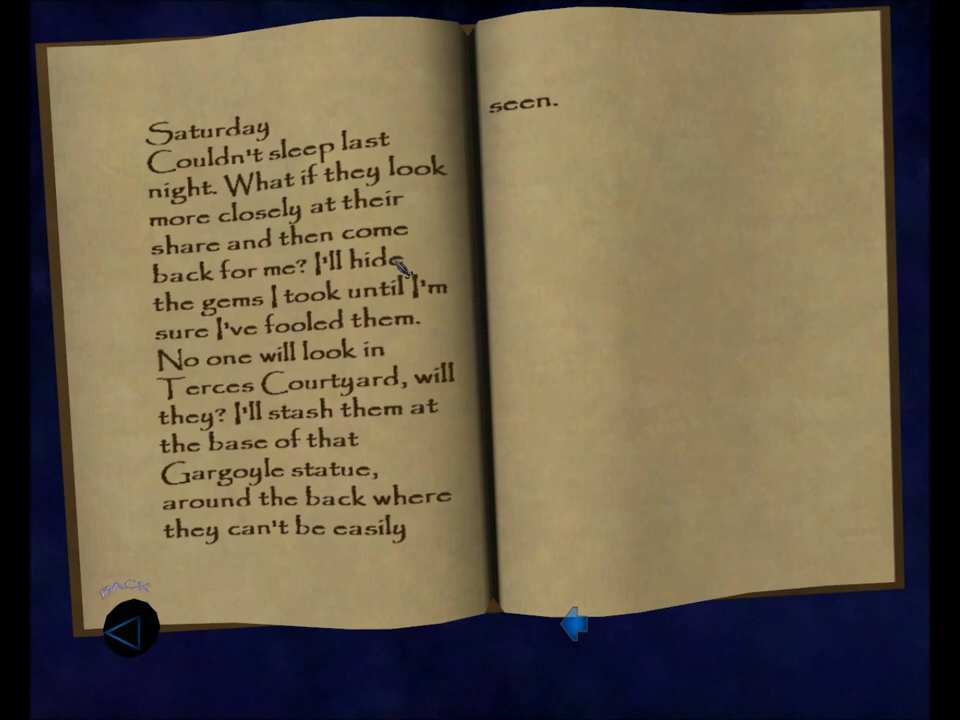 Saturday
Couldn't sleep last
night. What if they look
more closely at their
share and then come
back for me? I'll hide
the gems I took until I'm
sure I've fooled them.
No one will look in
Terces Courtyard, will
they? I'll stash them at
the base of that
Gargoyle statue,
around the back where
they can't be easily
seen.
BACK